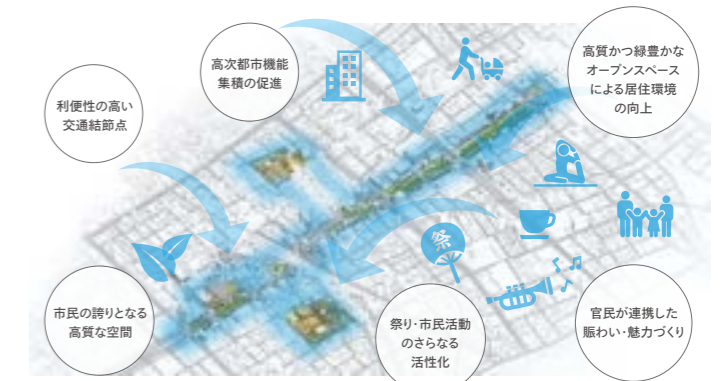 高次都市機能
集積の促進
高質かつ緑豊かな
オープンスペース
による居住環境
の向上
利便性の高い
交通結節点
祭
市民の誇りとなる
高質な空間
祭り・市民活動
のさらなる
活性化
官民が連携した
賑わい・魅力づくり